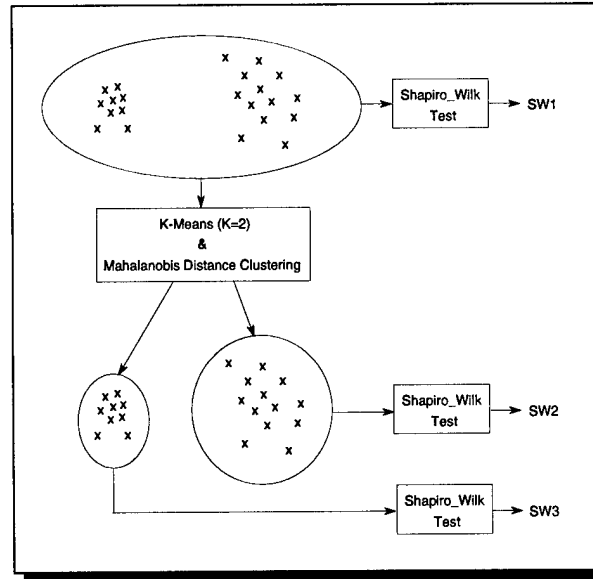 Shapiro_Wilk
Test
SW1
K-Means (K=2)
&
Mahalanobis Distance Clustering
Shapiro_Wilk
Test
SW2
Shapiro_Wilk
Test
SW3